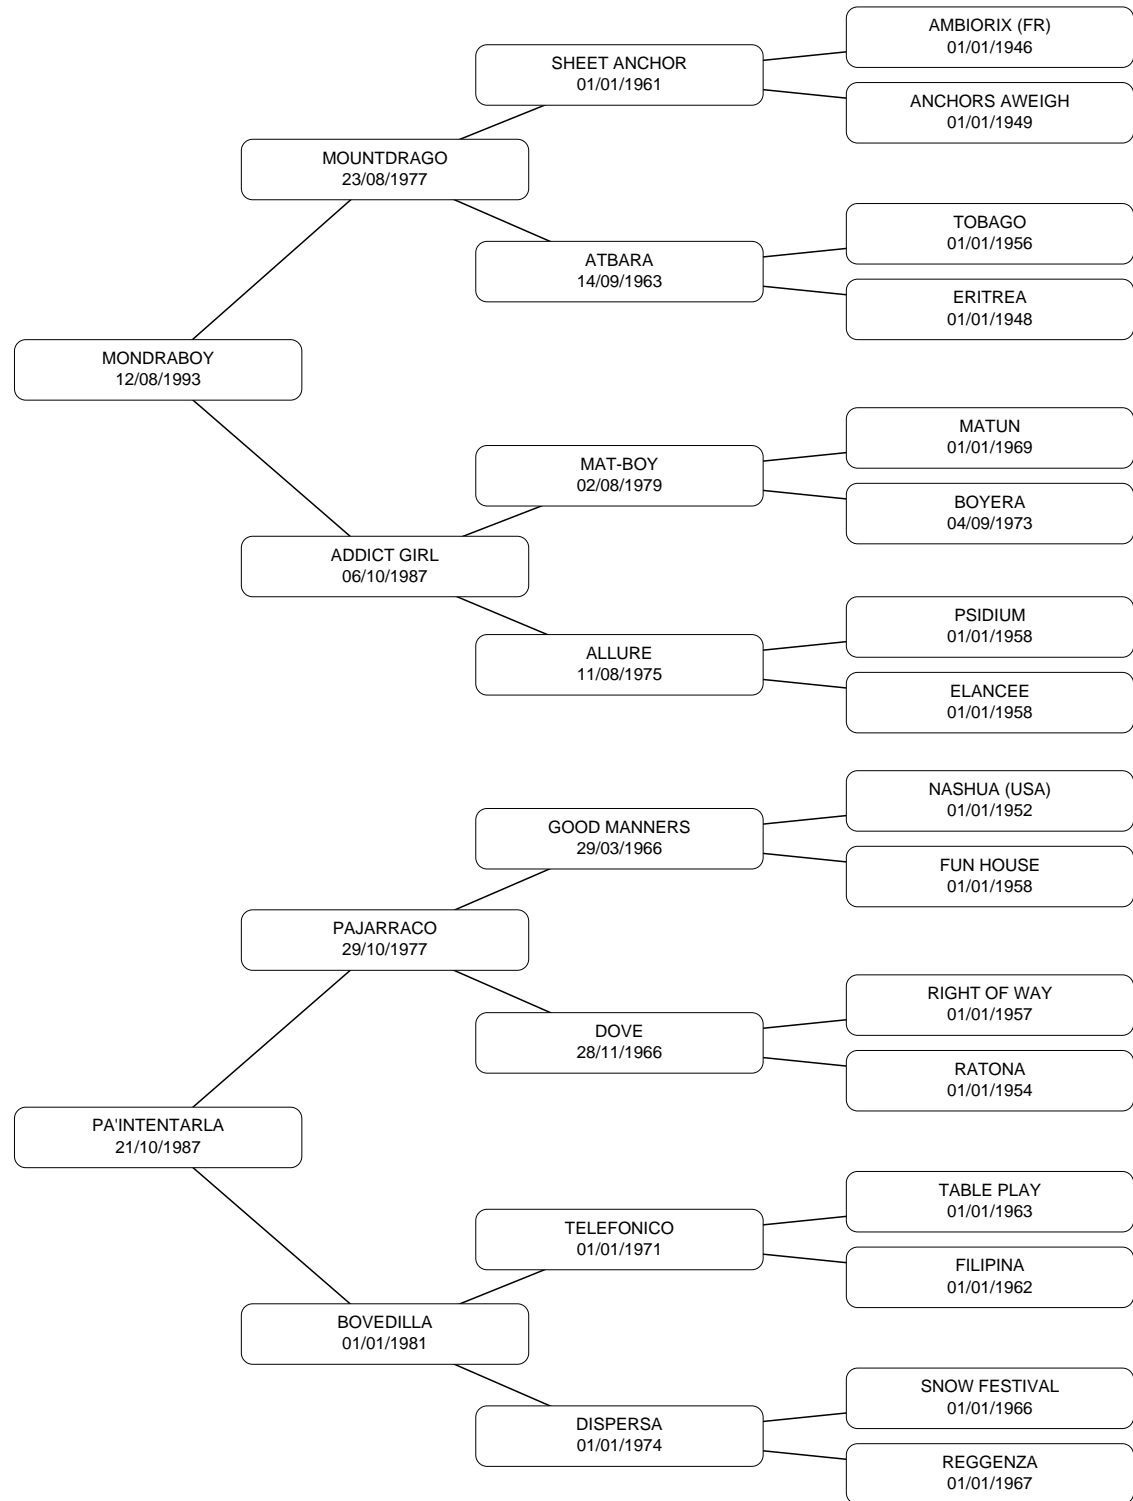 AMBIORIX (FR)
01/01/1946
SHEET ANCHOR
01/01/1961
ANCHORS AWEIGH
01/01/1949
MOUNTDRAGO
23/08/1977
TOBAGO
01/01/1956
ATBARA
14/09/1963
ERITREA
01/01/1948
MONDRABOY
12/08/1993
MATUN
01/01/1969
MAT-BOY
02/08/1979
BOYERA
04/09/1973
ADDICT GIRL
06/10/1987
PSIDIUM
01/01/1958
ALLURE
11/08/1975
ELANCEE
01/01/1958
NASHUA (USA)
01/01/1952
GOOD MANNERS
29/03/1966
FUN HOUSE
01/01/1958
PAJARRACO
29/10/1977
RIGHT OF WAY
01/01/1957
DOVE
28/11/1966
RATONA
01/01/1954
PA'INTENTARLA
21/10/1987
TABLE PLAY
01/01/1963
TELEFONICO
01/01/1971
FILIPINA
01/01/1962
BOVEDILLA
01/01/1981
SNOW FESTIVAL
01/01/1966
DISPERSA
01/01/1974
REGGENZA
01/01/1967